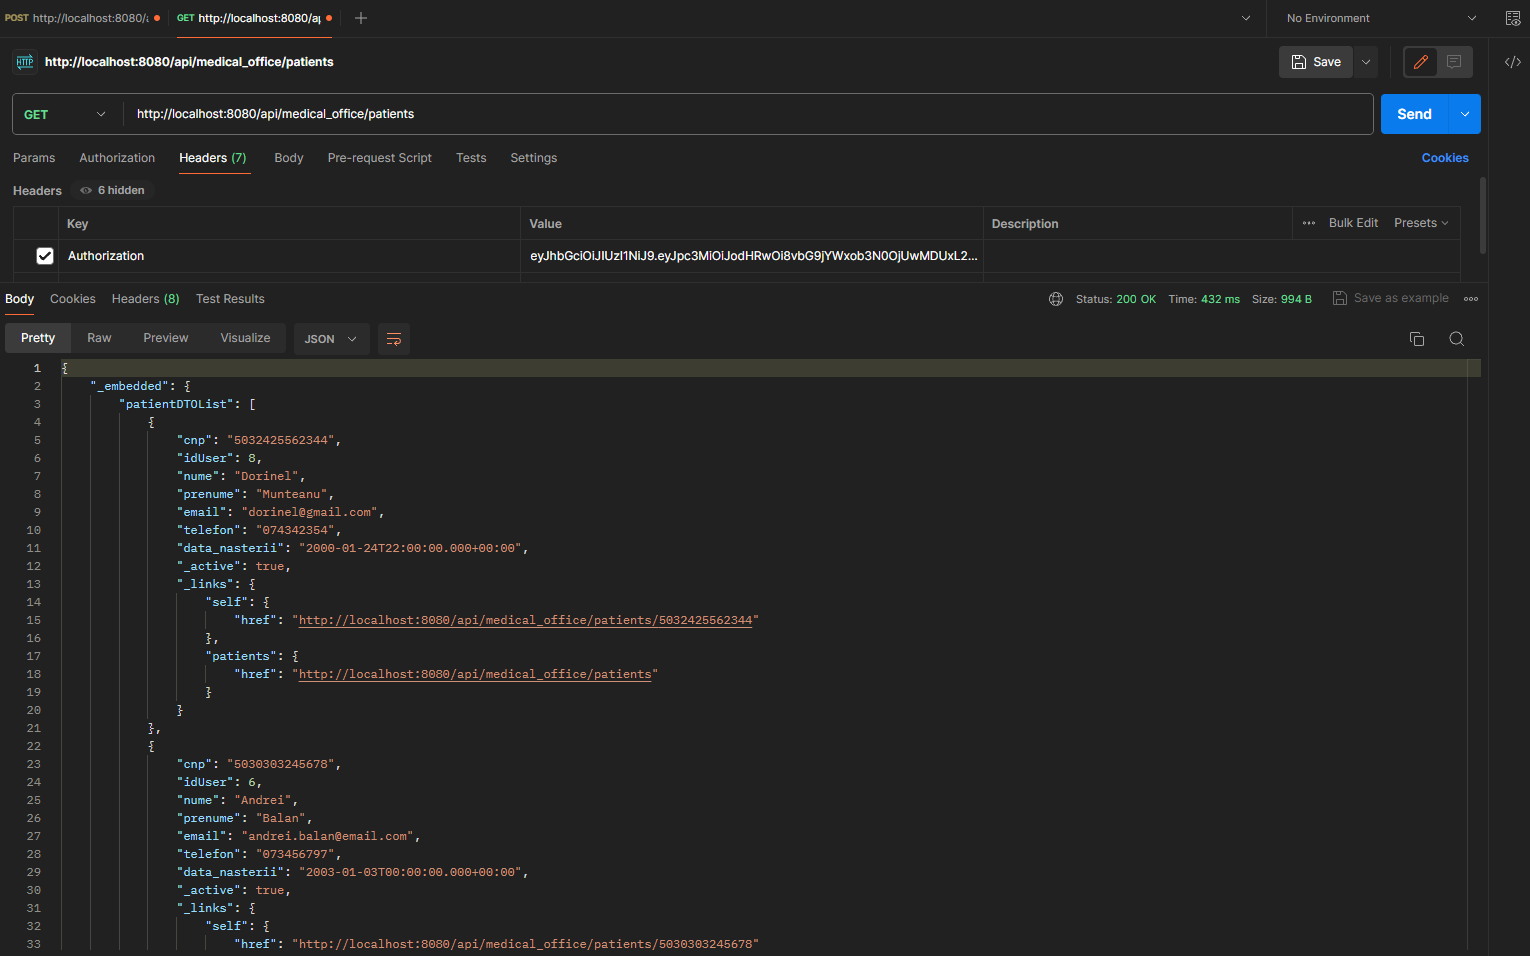 POST http://localhost:8080/a GET http://localhost:8080/ap No Environment
HTTP http://localhost:8080/api/medical_office/patients Save
GET http://localhost:8080/api/medical_office/patients Send
Params Authorization Headers (7) Body Pre-request Script Tests Settings Cookies
Headers 6 hidden
Key Value Description ••• Bulk Edit Presets
Authorization eyJhbGciOiJIUzI1NiJ9.eyJpc3MiOiJodHRwOi8vbG9jYWxob3N0OjUwMDUxL2...
Body Cookies Headers (8) Test Results Status: 200 OK Time: 432 ms Size: 994 B Save as example
Pretty Raw Preview Visualize JSON
1 {
2 "_embedded": {
3 "patientDTOList": [
4 {
5 "cnp": "5032425562344",
6 "idUser": 8,
7 "nume": "Dorinel",
8 "prenume": "Munteanu",
9 "email": "dorinel@gmail.com",
10 "telefon": "074342354",
11 "data_nasterii": "2000-01-24T22:00:00.000+00:00",
12 "_active": true,
13 "_links": {
14 "self": {
15 "href": "http://localhost:8080/api/medical_office/patients/5032425562344"
16 },
17 "patients": {
18 "href": "http://localhost:8080/api/medical_office/patients"
19 }
20 }
21 },
22 {
23 "cnp": "5030303245678",
24 "idUser": 6,
25 "nume": "Andrei",
26 "prenume": "Balan",
27 "email": "andrei.balan@email.com",
28 "telefon": "073456797",
29 "data_nasterii": "2003-01-03T00:00:00.000+00:00",
30 "_active": true,
31 "_links": {
32 "self": {
33 "href": "http://localhost:8080/api/medical_office/patients/5030303245678"